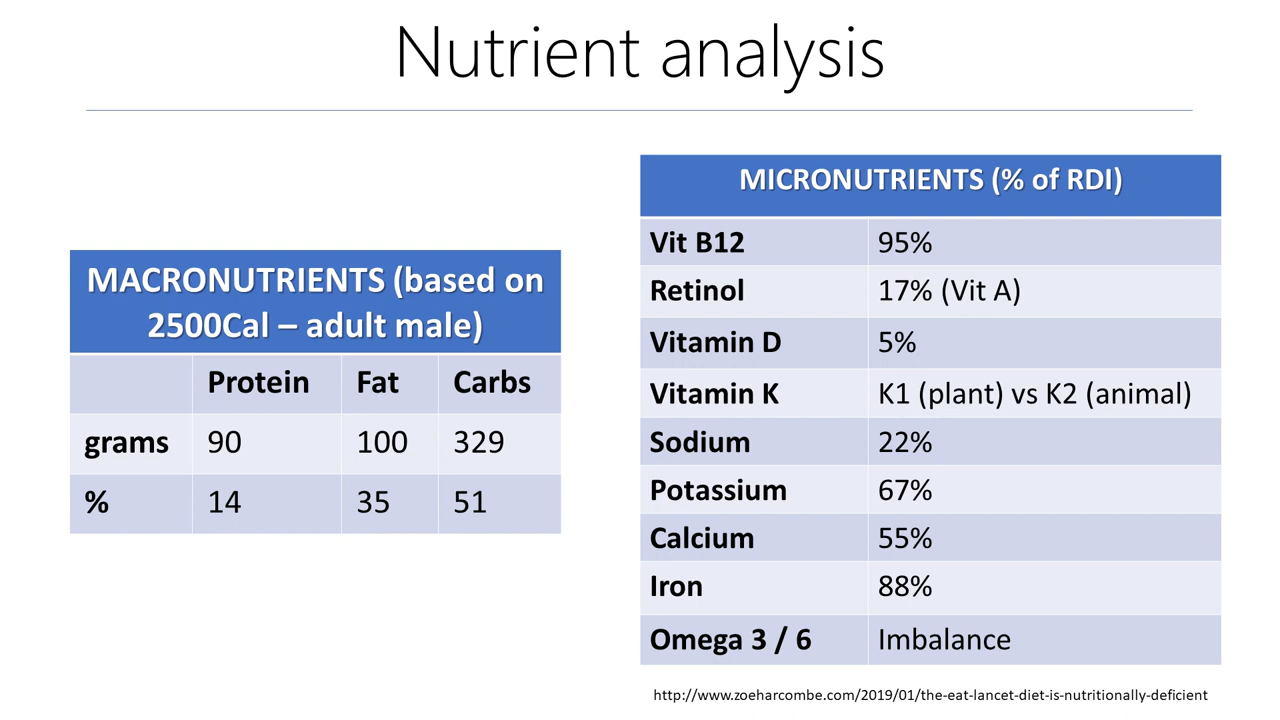 Nutrient analysis
MACRONUTRIENTS (based on
2500Cal – adult male)
Protein Fat Carbs
grams 90 100 329
% 14 35 51
MICRONUTRIENTS (% of RDI)
Vit B12 95%
Retinol 17% (Vit A)
Vitamin D 5%
Vitamin K K1 (plant) vs K2 (animal)
Sodium 22%
Potassium 67%
Calcium 55%
Iron 88%
Omega 3 / 6 Imbalance
http://www.zoeharcombe.com/2019/01/the-eat-lancet-diet-is-nutritionally-deficient